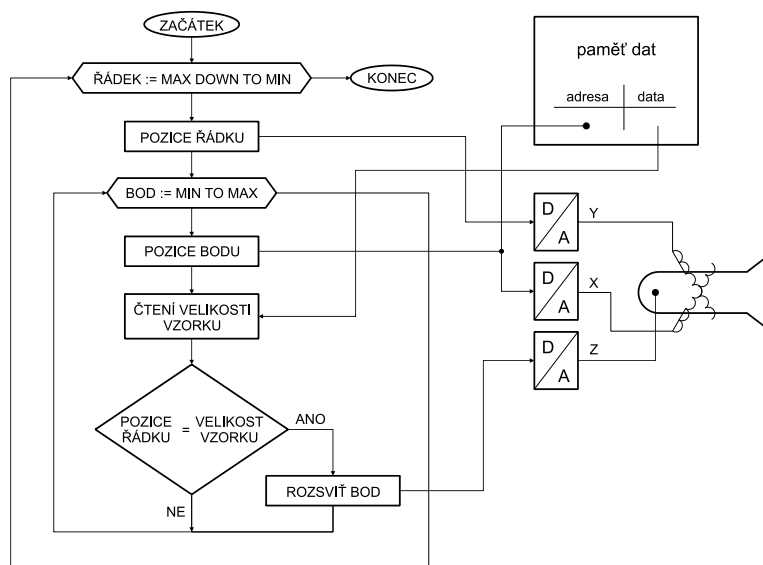 ZAČÁTEK
ŘÁDEK := MAX DOWN TO MIN
KONEC
POZICE ŘÁDKU
BOD := MIN TO MAX
POZICE BODU
ČTENÍ VELIKOSTI
VZORKU
POZICE
ŘÁDKU
=
VELIKOST
VZORKU
ANO
NE
ROZSVIŤ BOD
paměť dat
adresa
data
D
A
Y
D
A
X
D
A
Z